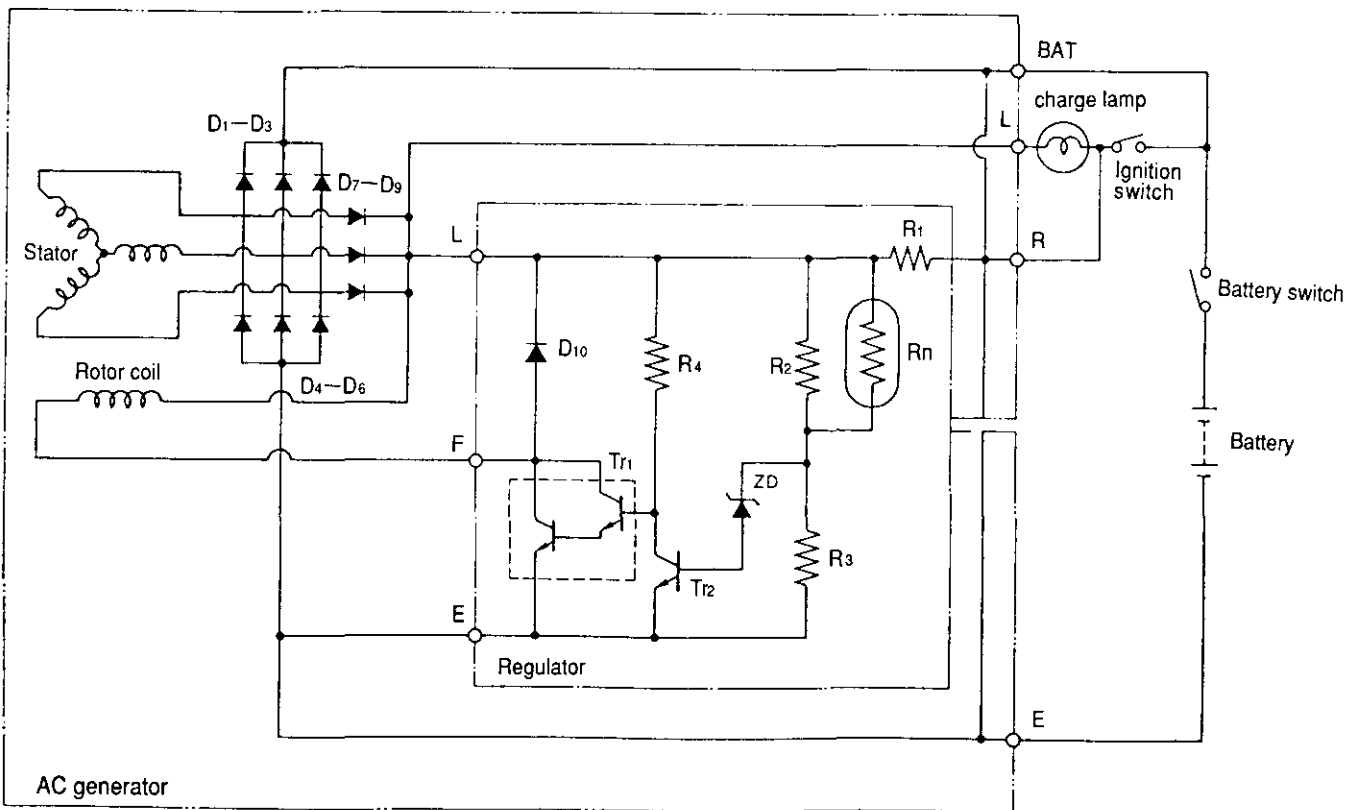 BAT
charge lamp
L
D1–D3
D7–D9
Ignition
switch
R1
L
R
Stator
Battery switch
D10
R4
R2
Rn
Rotor coil
D4–D6
F
Tr1
ZD
Battery
R3
Tr2
E
Regulator
E
AC generator